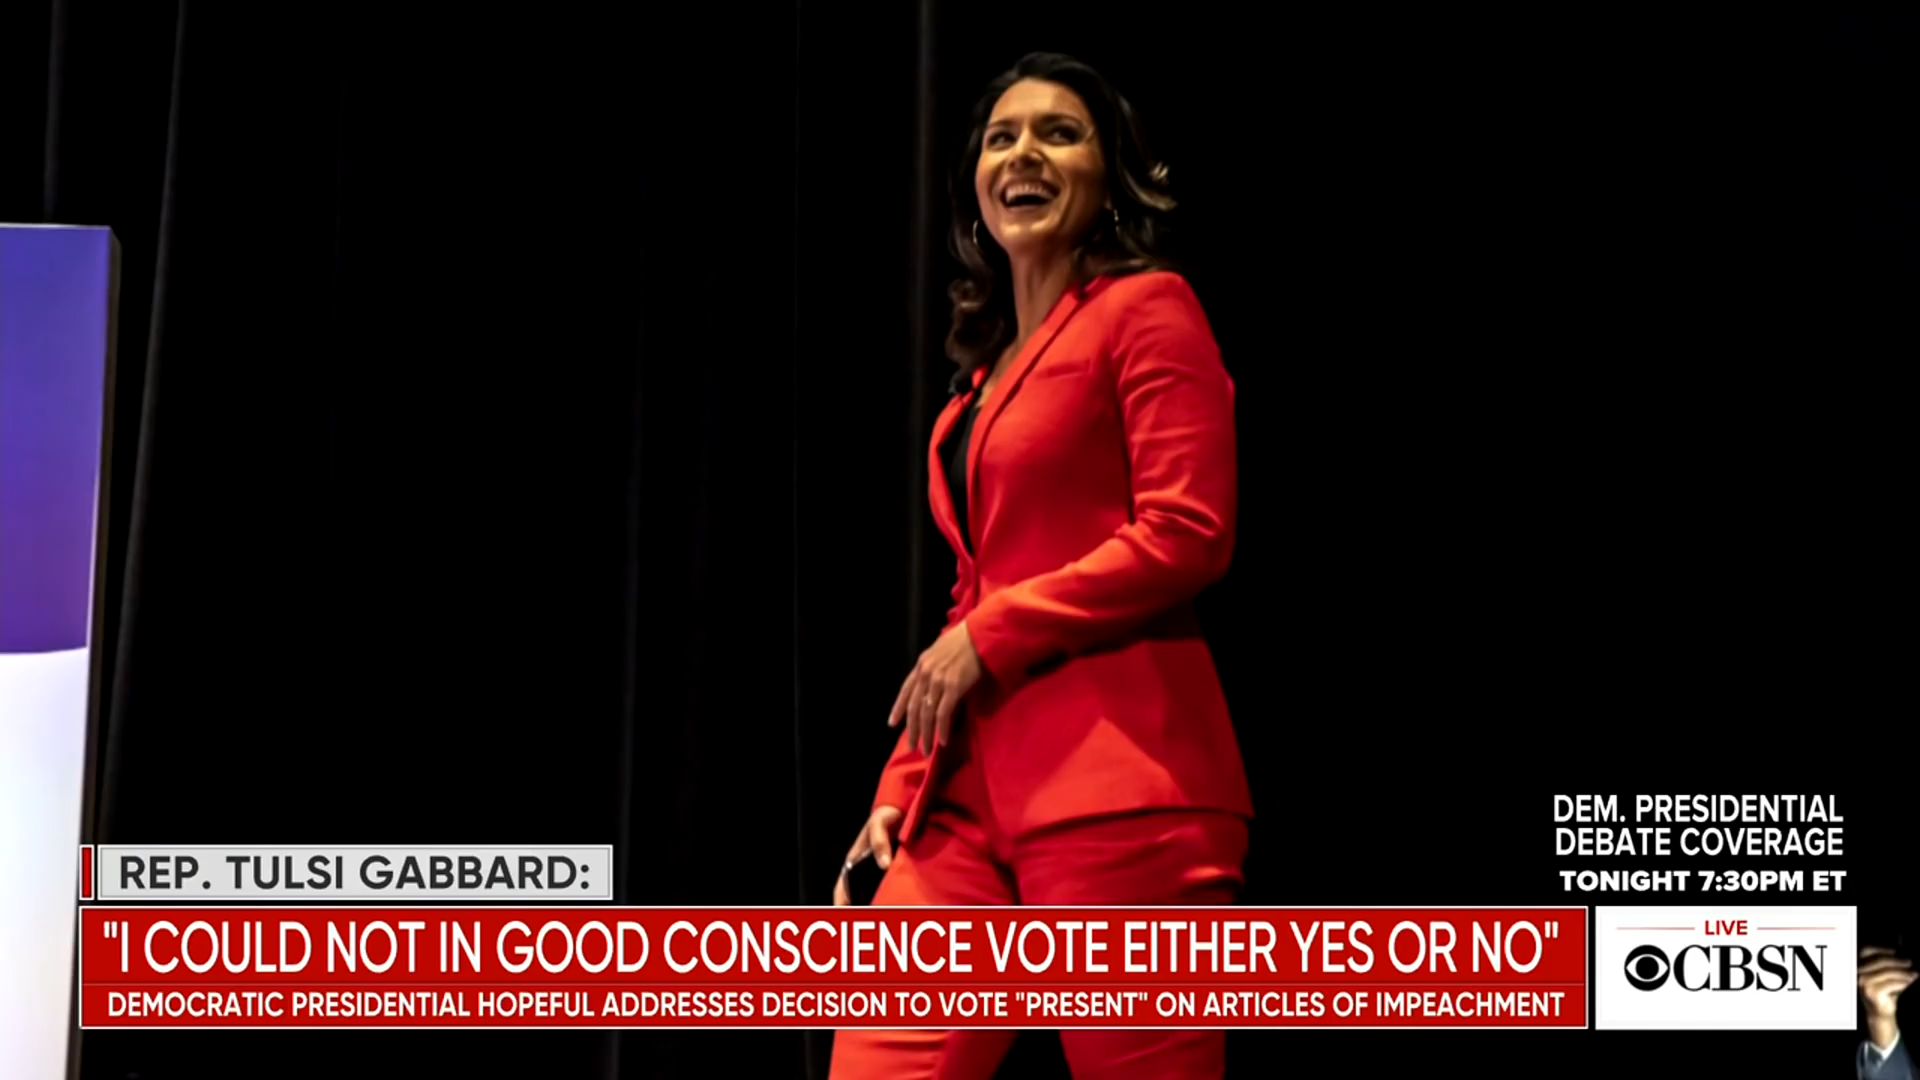 DEM. PRESIDENTIAL
DEBATE COVERAGE
TONIGHT 7:30PM ET
REP. TULSI GABBARD:
"I COULD NOT IN GOOD CONSCIENCE VOTE EITHER YES OR NO"
DEMOCRATIC PRESIDENTIAL HOPEFUL ADDRESSES DECISION TO VOTE "PRESENT" ON ARTICLES OF IMPEACHMENT
LIVE
CBSN